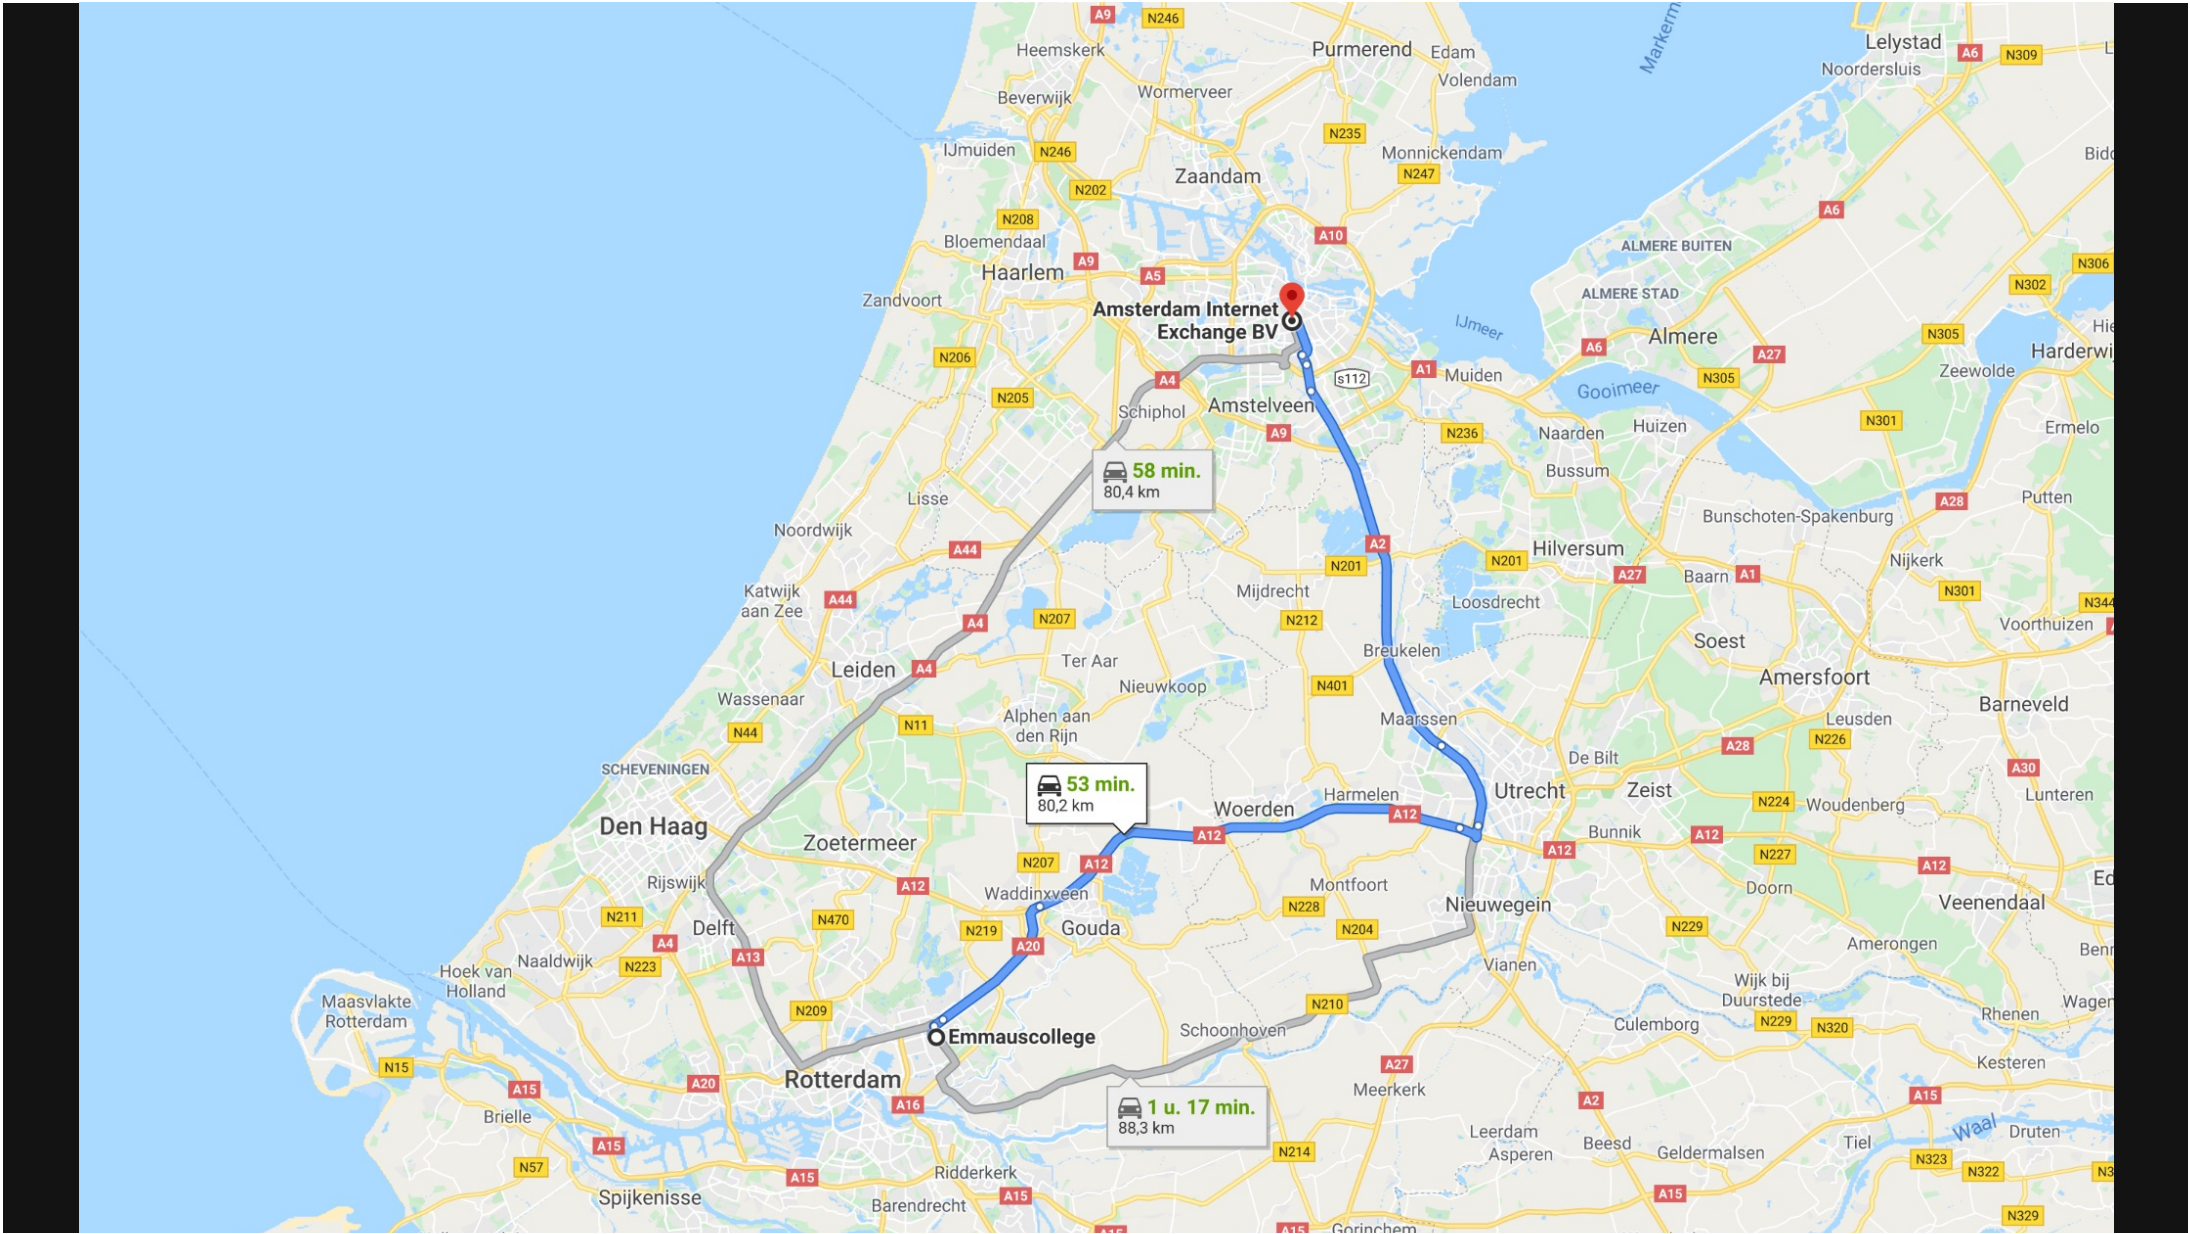 A9
N246
Heemskerk
Purmerend
Edam
Lelystad
A6
N309
Markerm
Volendam
Noordersluis
Beverwijk
Wormerveer
N235
IJmuiden
N246
Monnickendam
Zaandam
N247
N202
N208
A6
A10
ALMERE BUITEN
Bloemendaal
Haarlem
A9
A5
N306
N302
Zandvoort
ALMERE STAD
Amsterdam Internet
Exchange BV
IJmeer
Almere
N305
A6
A27
Harderwi
N206
A1
Muiden
s112
N305
Zeewolde
A4
Gooimeer
N205
Schiphol
Amstelveen
A9
N236
Naarden
Huizen
N301
Ermelo
58 min.
80,4 km
Bussum
Lisse
A28
Putten
Noordwijk
Bunschoten-Spakenburg
A44
A2
Hilversum
N201
N201
A27
Baarn
A1
Nijkerk
Katwijk
aan Zee
A44
Mijdrecht
Loosdrecht
N301
N344
A4
N207
N212
Voorthuizen
Soest
Leiden
A4
Ter Aar
Breukelen
Wassenaar
Nieuwkoop
N401
Amersfoort
Barneveld
N44
N11
Alphen aan
den Rijn
Maarssen
Leusden
N226
A28
De Bilt
SCHEVENINGEN
A30
53 min.
80,2 km
Harmelen
Utrecht
Zeist
Lunteren
N224
Woudenberg
Den Haag
Woerden
A12
A12
Zoetermeer
Bunnik
A12
A12
N207
A12
N227
A12
Rijswijk
A12
Waddinxveen
Montfoort
Doorn
Ed
N211
N470
N228
Nieuwegein
Veenendaal
Delft
N219
Gouda
N204
N229
A4
A20
Amerongen
A13
Naaldwijk
N223
Vianen
Hoek van
Holland
Wijk bij
Duurstede
Maasvlakte
Rotterdam
N209
N210
Rhenen
Wagen
Emmauscollege
Schoonhoven
Culemborg
N229
N320
N15
A27
Kesteren
Rotterdam
A20
A15
Meerkerk
A16
1 u. 17 min.
88,3 km
A2
A15
Brielle
Leerdam
Asperen
Beesd
Geldermalsen
Tiel
Waal
Druten
A15
N214
N57
Ridderkerk
N323
N322
N3
A15
Spijkenisse
Barendrecht
A15
A15
N329
A15
Gorinchem